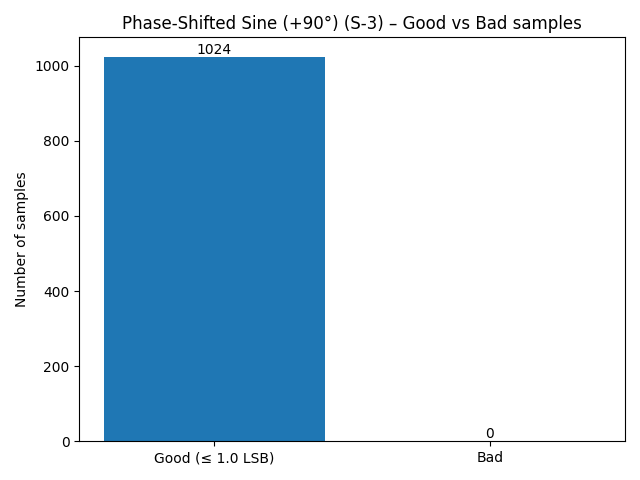 Phase-Shifted Sine (+90°) (S-3) – Good vs Bad samples
1024
1000
800
600
400
200
0
0
Number of samples
Good (≤ 1.0 LSB)
Bad